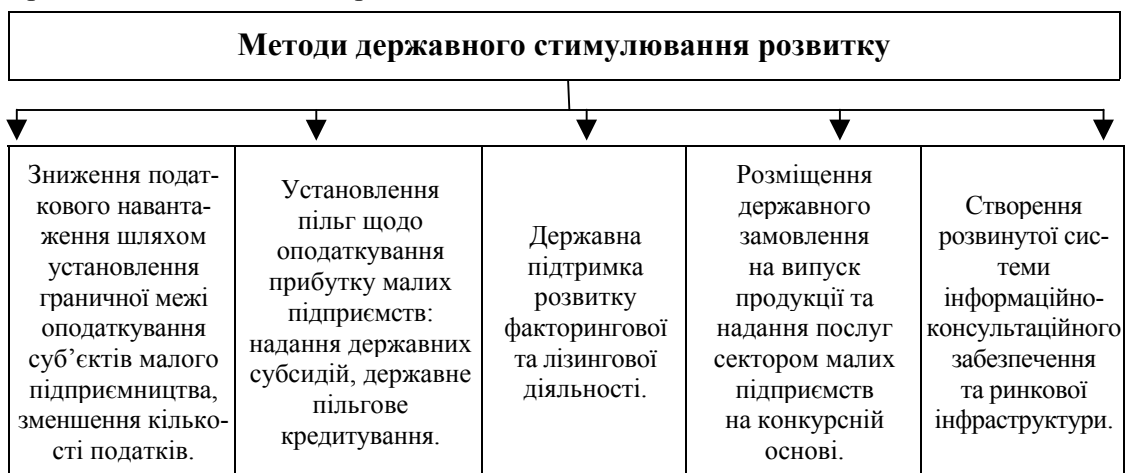 Методи державного стимулювання розвитку
Зниження подат-
кового наванта-
ження шляхом
установлення
граничної межі
оподаткування
суб’єктів малого
підприємництва,
зменшення кілько-
сті податків.
Установлення
пільг щодо
оподаткування
прибутку малих
підприємств:
надання державних
субсидій, державне
пільгове
кредитування.
Державна
підтримка
розвитку
факторингової
та лізингової
діяльності.
Розміщення
державного
замовлення
на випуск
продукції та
надання послуг
сектором малих
підприємств
на конкурсній
основі.
Створення
розвинутої сис-
теми
інформаційно-
консультаційного
забезпечення
та ринкової
інфраструктури.